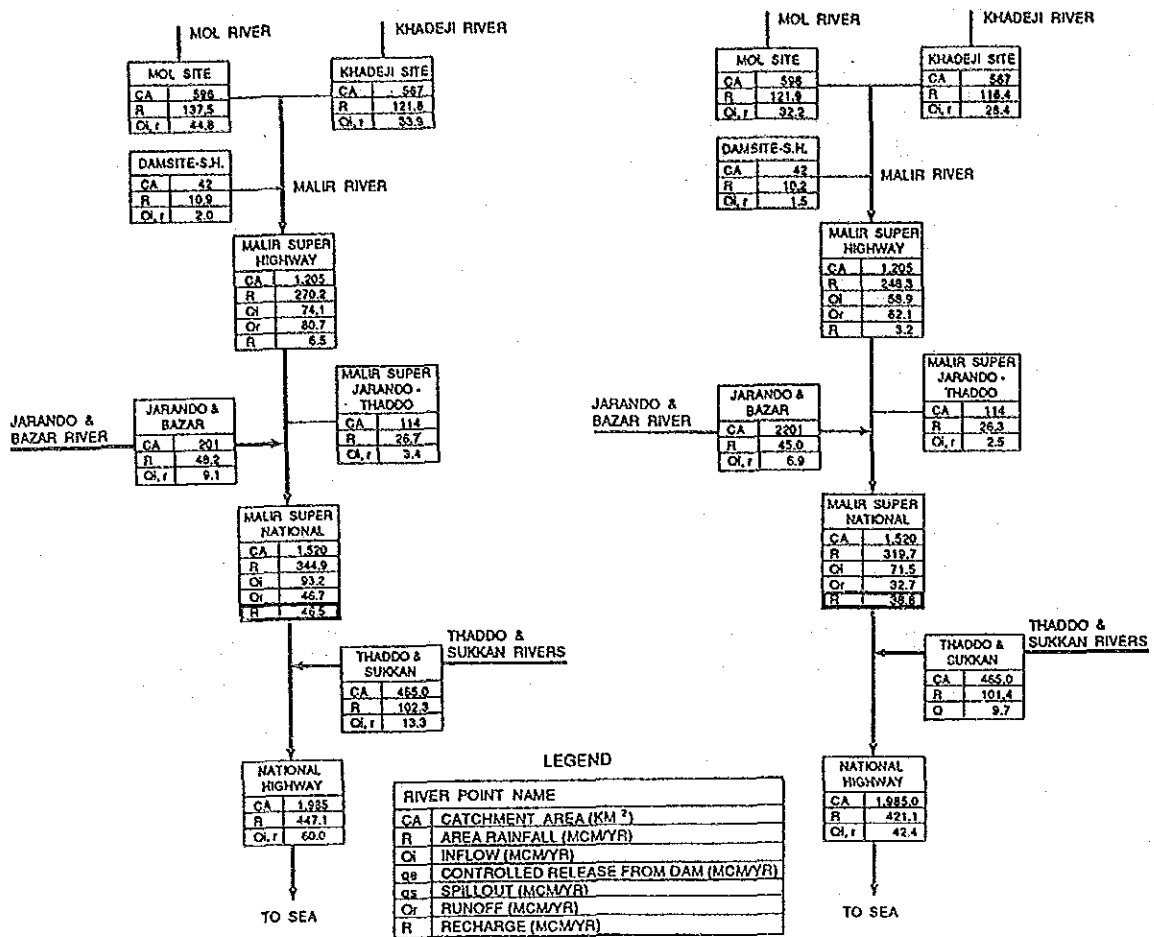 MOL RIVER
KHADEJI RIVER
MOL SITE
CA 596
R 137.5
Oi, r 44.8
KHADEJI SITE
CA 567
R 121.8
Oi, r 33.9
DAMSITE-S.H.
CA 42
R 10.9
Oi, r 2.0
MALIR RIVER
MALIR SUPER
HIGHWAY
CA 1,205
R 270.2
Oi 74.1
Or 80.7
R 6.5
MALIR SUPER
JARANDO -
THADDO
CA 114
R 26.7
Oi, r 3.4
JARANDO &
BAZAR RIVER
JARANDO &
BAZAR
CA 201
R 48.2
Oi, r 9.1
MALIR SUPER
NATIONAL
CA 1,520
R 344.9
Oi 93.2
Or 46.7
R 46.5
THADDO &
SUKKAN RIVERS
THADDO &
SUKKAN
CA 465.0
R 102.3
Oi, r 13.3
NATIONAL
HIGHWAY
CA 1,985
R 447.1
Oi, r 60.0
TO SEA
MOL RIVER
KHADEJI RIVER
MOL SITE
CA 596
R 121.9
Oi, r 32.2
KHADEJI SITE
CA 567
R 116.4
Oi, r 28.4
DAMSITE-S.H.
CA 42
R 10.2
Oi, r 1.5
MALIR RIVER
MALIR SUPER
HIGHWAY
CA 1,205
R 248.3
Oi 58.9
Or 62.1
R 3.2
MALIR SUPER
JARANDO -
THADDO
CA 114
R 26.3
Oi, r 2.5
JARANDO &
BAZAR RIVER
JARANDO &
BAZAR
CA 2201
R 45.0
Oi, r 6.9
MALIR SUPER
NATIONAL
CA 1,520
R 319.7
Oi 71.5
Or 32.7
R 38.8
THADDO &
SUKKAN RIVERS
THADDO &
SUKKAN
CA 465.0
R 101.4
O 9.7
NATIONAL
HIGHWAY
CA 1,985.0
R 421.1
Oi, r 42.4
TO SEA
LEGEND
RIVER POINT NAME
CA CATCHMENT AREA (KM ²)
R AREA RAINFALL (MCM/YR)
Oi INFLOW (MCM/YR)
qe CONTROLLED RELEASE FROM DAM (MCM/YR)
qs SPILLOUT (MCM/YR)
Or RUNOFF (MCM/YR)
R RECHARGE (MCM/YR)